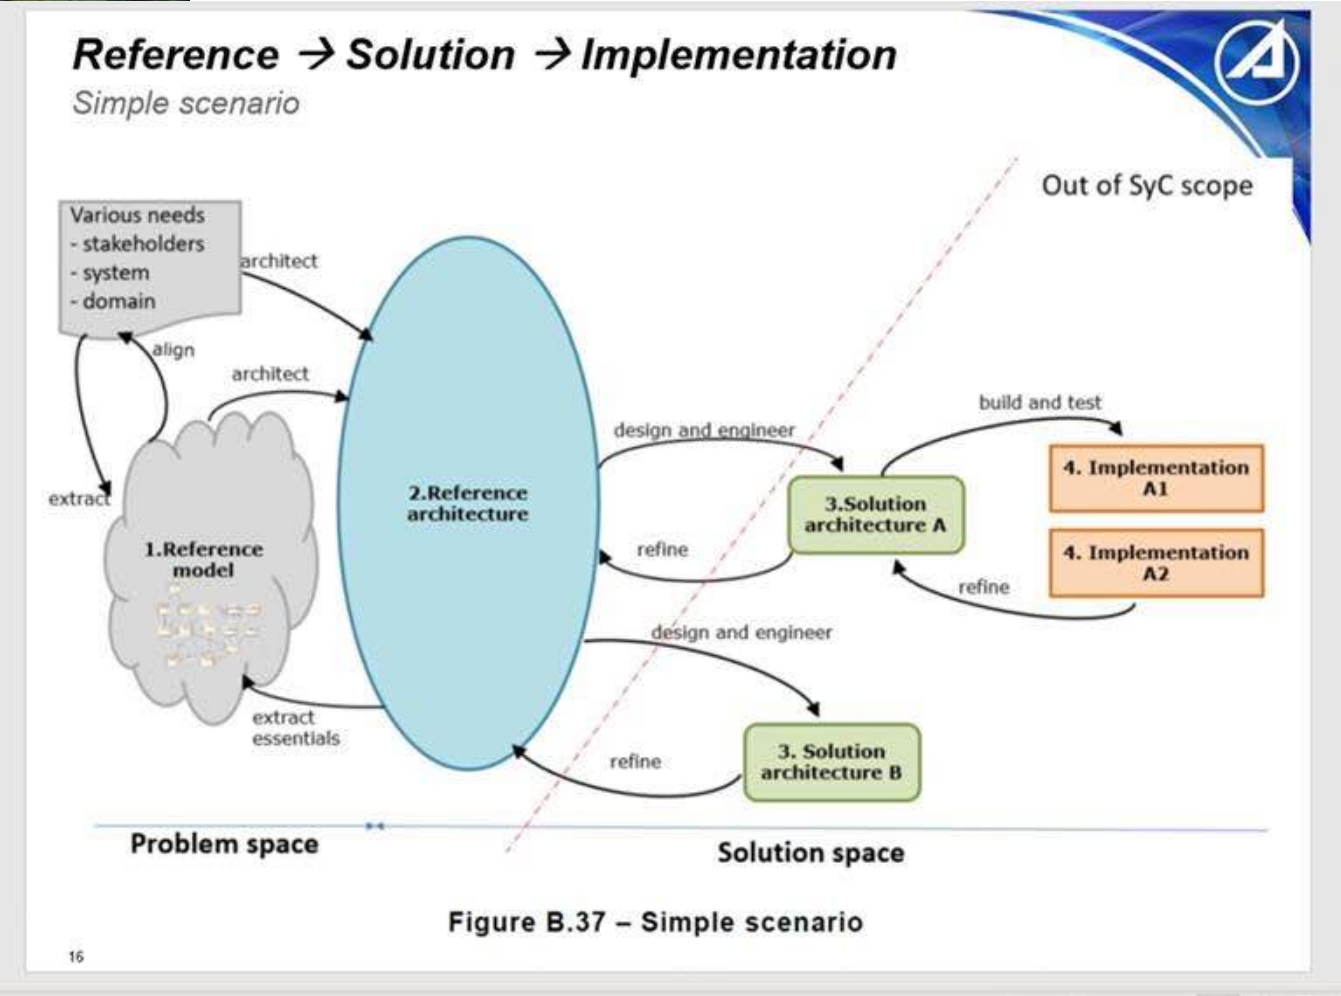 Reference → Solution → Implementation
Simple scenario
Out of SyC scope
Various needs
- stakeholders
- system
- domain
architect
align
architect
extract
1.Reference
model
extract
essentials
2.Reference
architecture
design and engineer
refine
design and engineer
refine
3.Solution
architecture A
build and test
4. Implementation
A1
4. Implementation
A2
refine
3. Solution
architecture B
Problem space
Solution space
Figure B.37 – Simple scenario
16